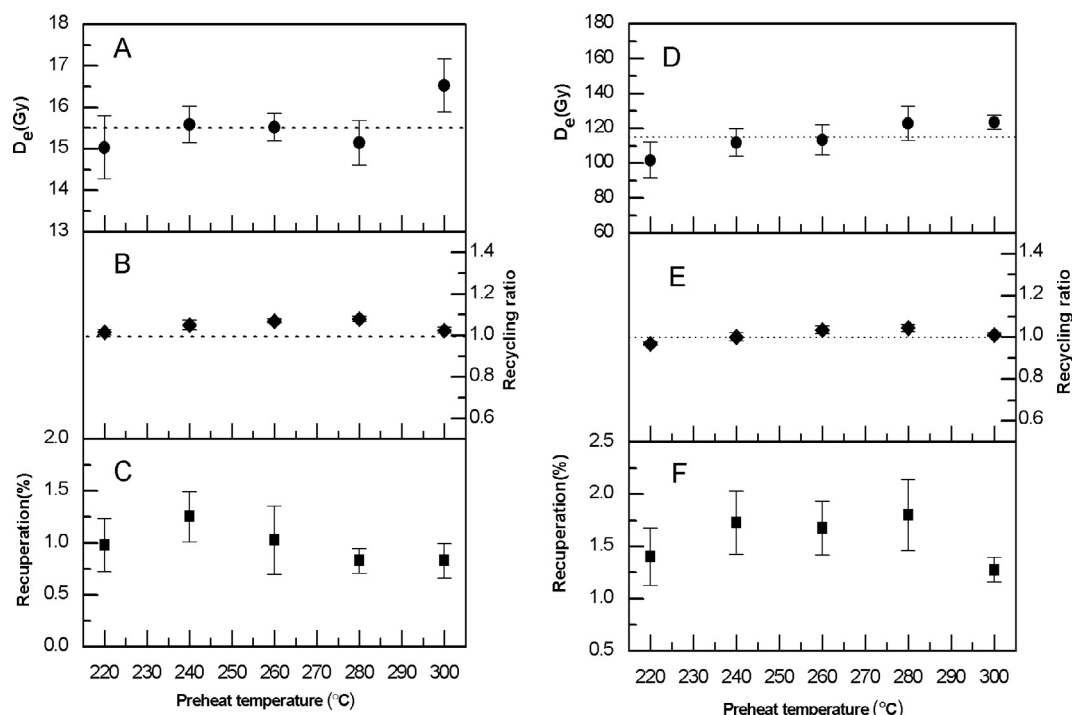 A
D
18
17
16
15
14
13
De(Gy)
180
160
140
120
100
80
60
De(Gy)
B
E
1.4
1.2
1.0
0.8
0.6
Recycling ratio
1.4
1.2
1.0
0.8
0.6
Recycling ratio
C
F
2.0
1.5
1.0
0.5
0.0
Recuperation(%)
2.5
2.0
1.5
1.0
0.5
Recuperation(%)
220 230 240 250 260 270 280 290 300
220 230 240 250 260 270 280 290 300
Preheat temperature (°C)
Preheat temperature (°C)